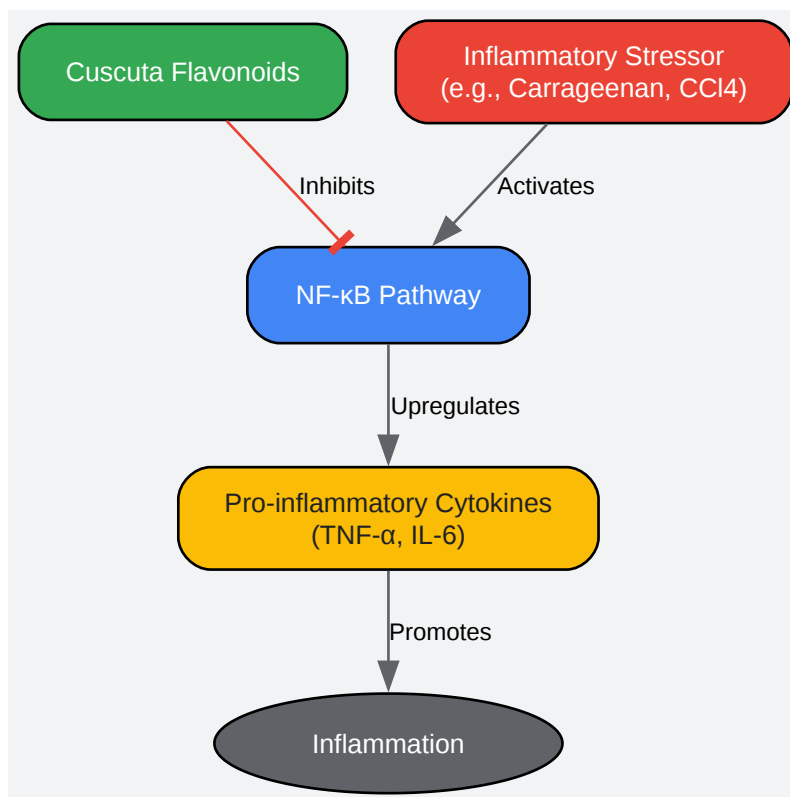 Cuscuta Flavonoids
Inflammatory Stressor
(e.g., Carrageenan, CCl4)
Inhibits
Activates
NF-κB Pathway
Upregulates
Pro-inflammatory Cytokines
(TNF-α, IL-6)
Promotes
Inflammation